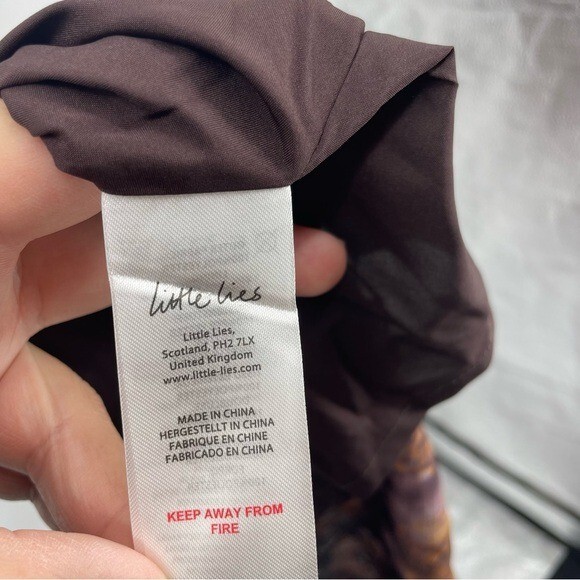 little lies
Little Lies,
Scotland, PH2 7LX
United Kingdom
www.little-lies.com
MADE IN CHINA
HERGESTELLT IN CHINA
FABRIQUE EN CHINE
FABRICADO EN CHINA
KEEP AWAY FROM
FIRE